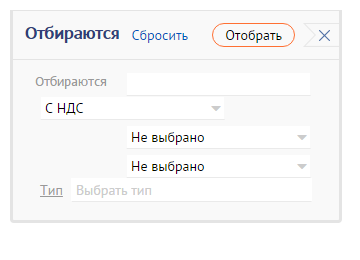 Отбираются Сбросить Отобрать
Отбираются
С НДС
Не выбрано
Не выбрано
Тип Выбрать тип